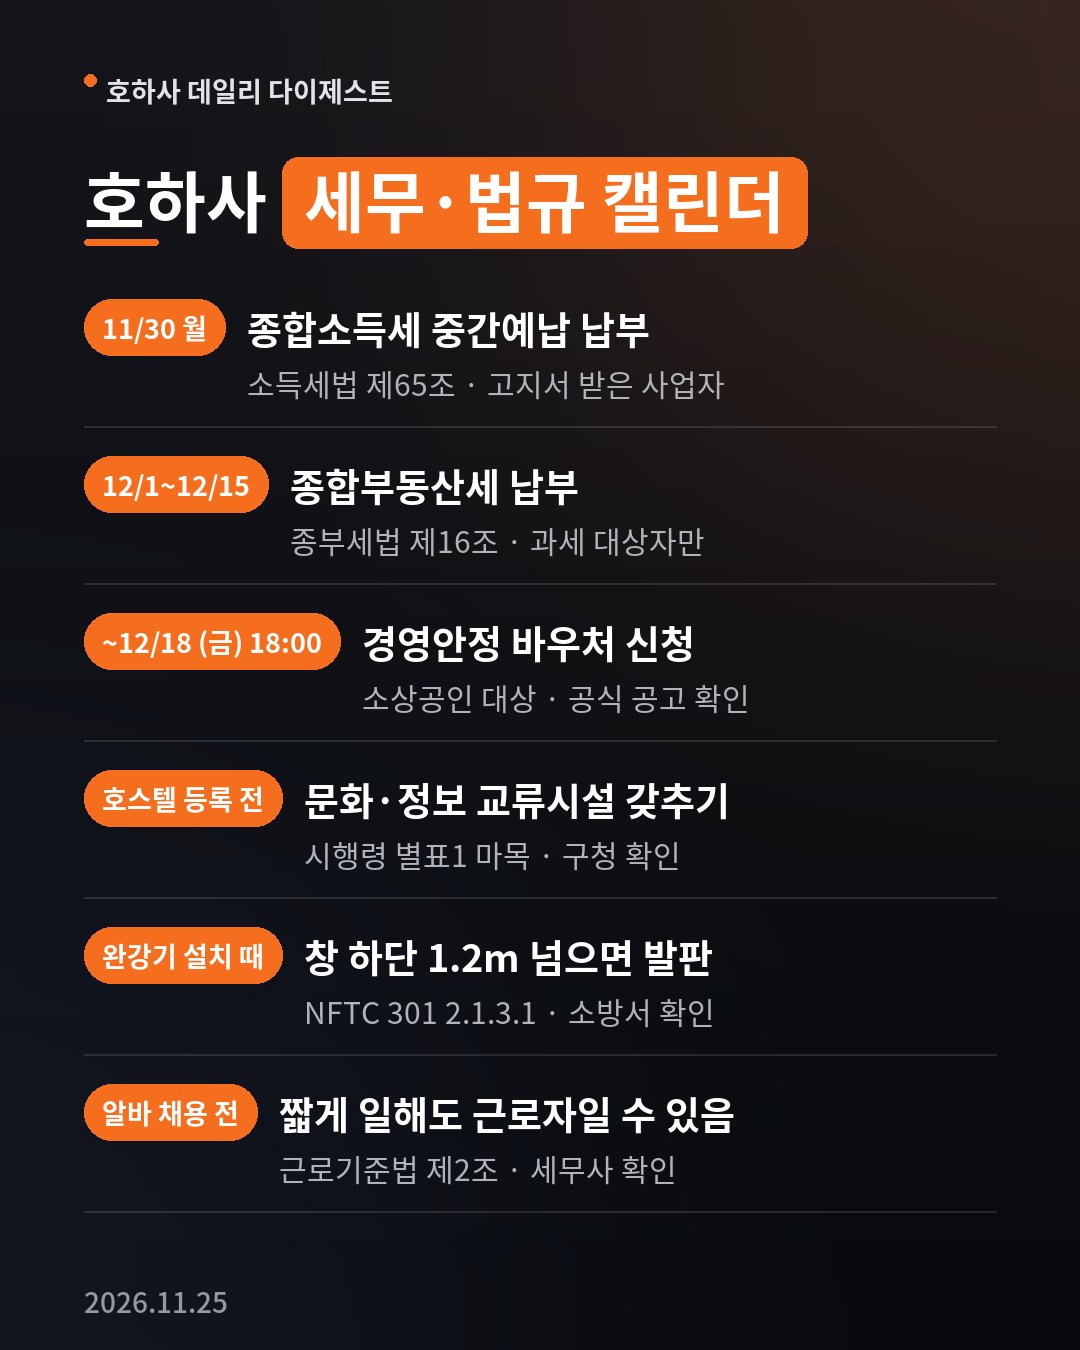 호하사 데일리 다이제스트
호하사 세무·법규 캘린더
11/30 월 종합소득세 중간예납 납부
소득세법 제65조 · 고지서 받은 사업자
12/1~12/15 종합부동산세 납부
종부세법 제16조 · 과세 대상자만
~12/18 (금) 18:00 경영안정 바우처 신청
소상공인 대상 · 공식 공고 확인
호스텔 등록 전 문화·정보 교류시설 갖추기
시행령 별표1 마목 · 구청 확인
완강기 설치 때 창 하단 1.2m 넘으면 발판
NFTC 301 2.1.3.1 · 소방서 확인
알바 채용 전 짧게 일해도 근로자일 수 있음
근로기준법 제2조 · 세무사 확인
2026.11.25